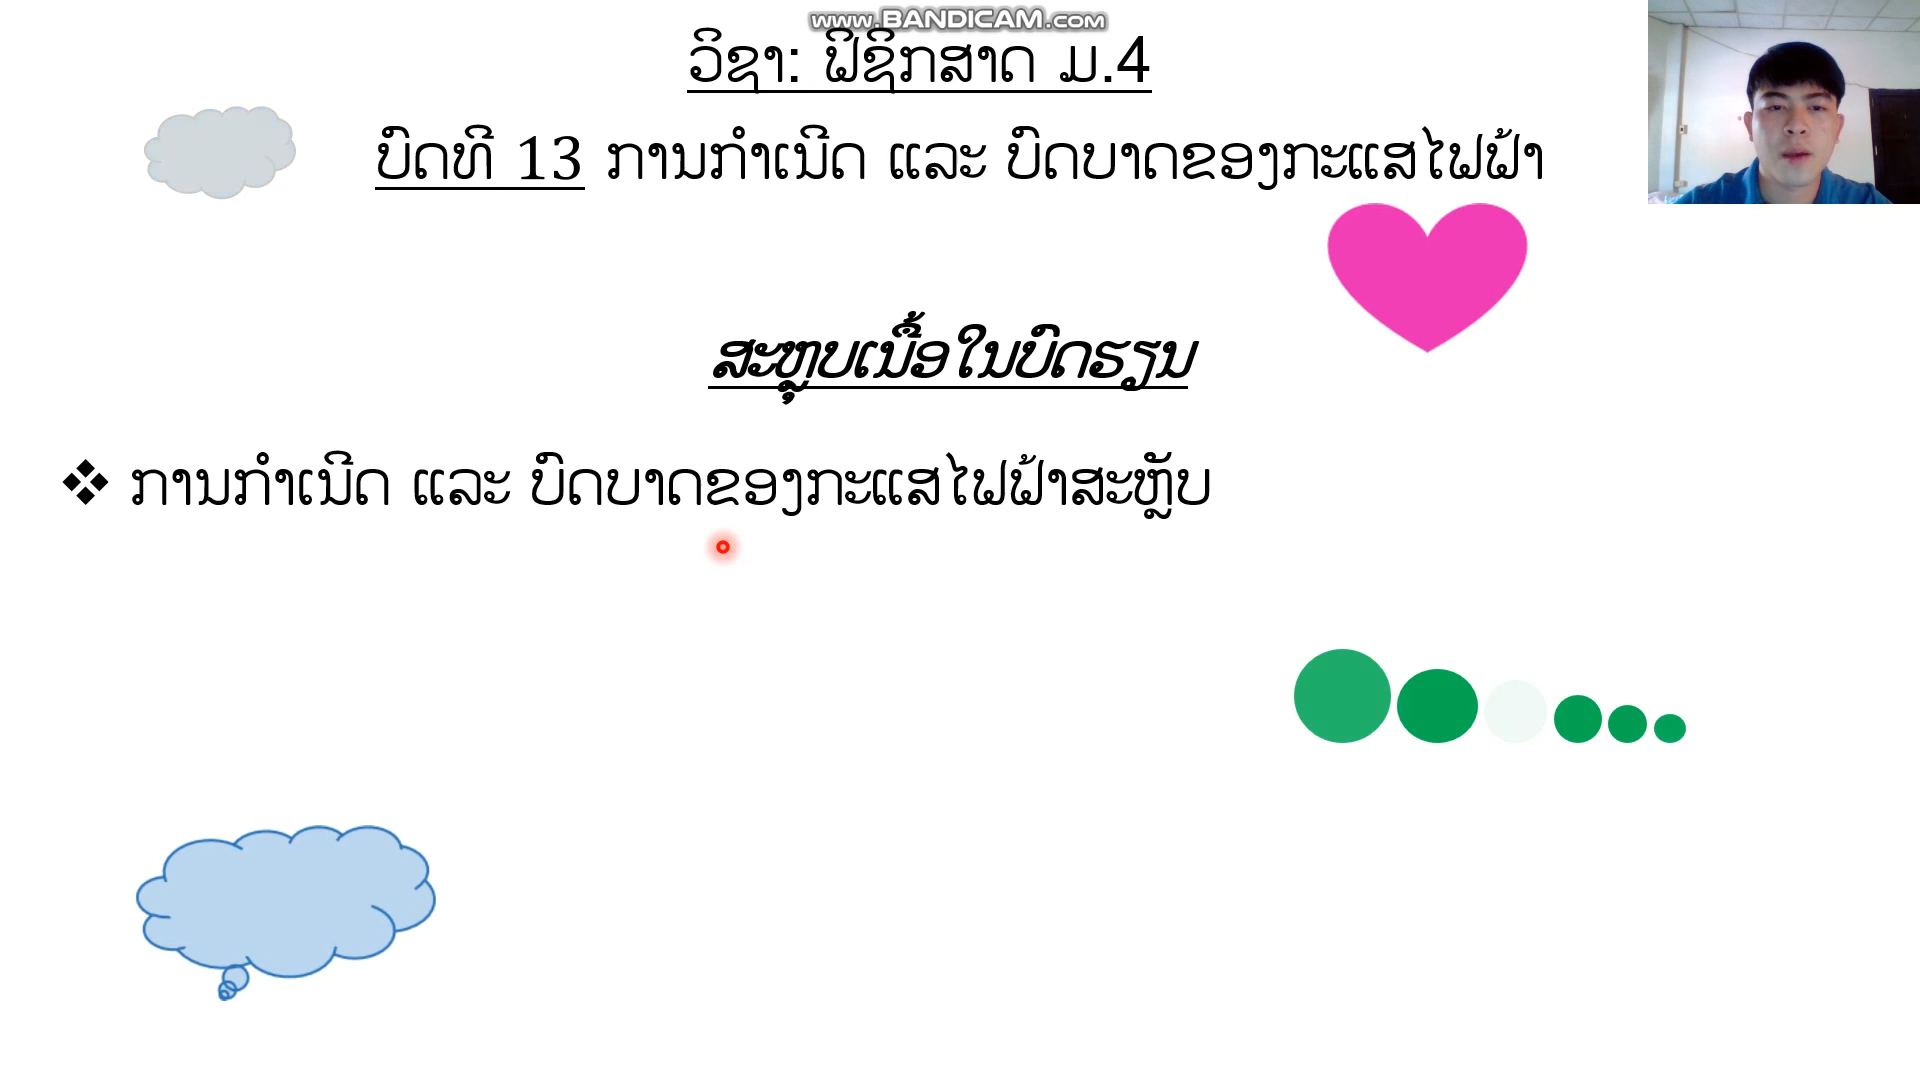 www.BANDICAM.com
ວິຊາ: ຟີຊິກສາດ ມ.4
ບົດທີ 13 ການກຳເນີດ ແລະ ບົດບາດຂອງກະແສໄຟຟ້າ
ສະຫຼຸບເນື້ອໃນບົດຮຽນ
❖ ການກຳເນີດ ແລະ ບົດບາດຂອງກະແສໄຟຟ້າສະຫຼັບ